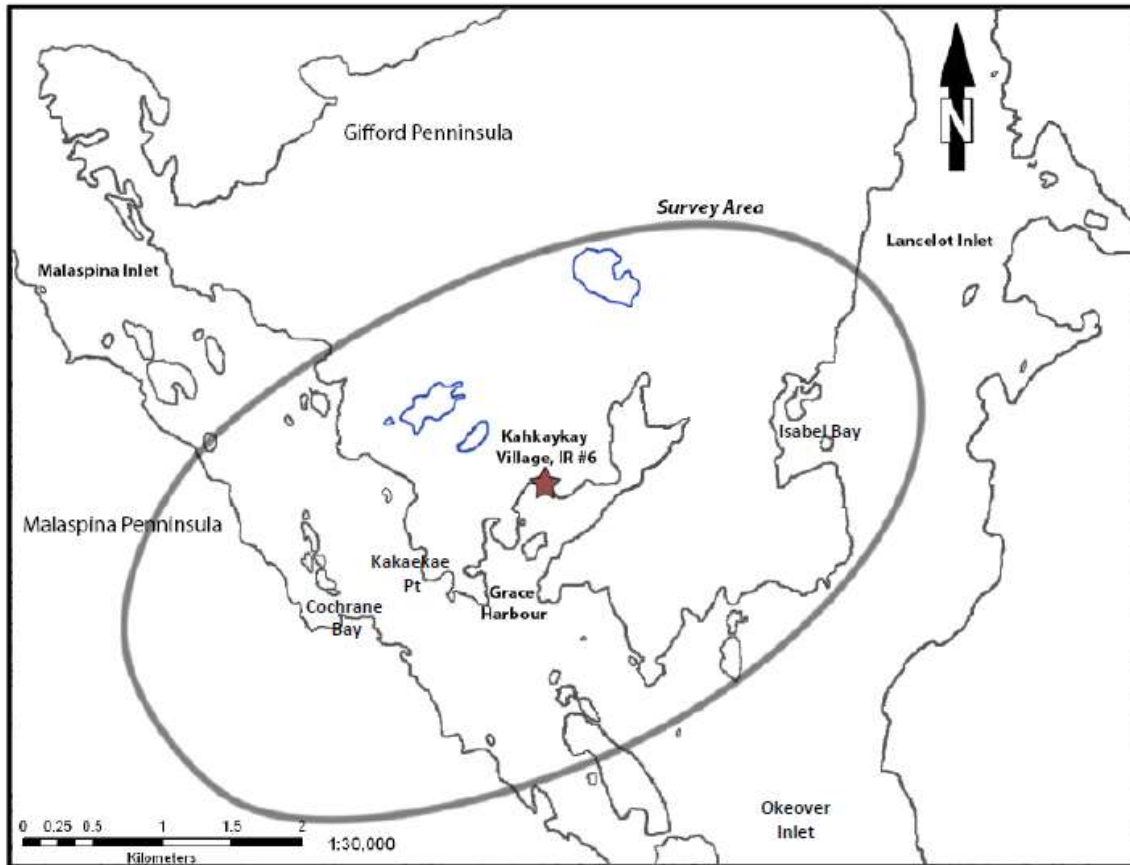 N
Gifford Penninsula
Survey Area
Lancelot Inlet
Malaspina Inlet
Isabel Bay
Kahkaykay
Village, IR #6
Malaspina Penninsula
Kakaekae
Pt
Grace
Harbour
Cochrane
Bay
Okeover
Inlet
0 0.25 0.5 1 1.5 2
1:30,000
Kilometers